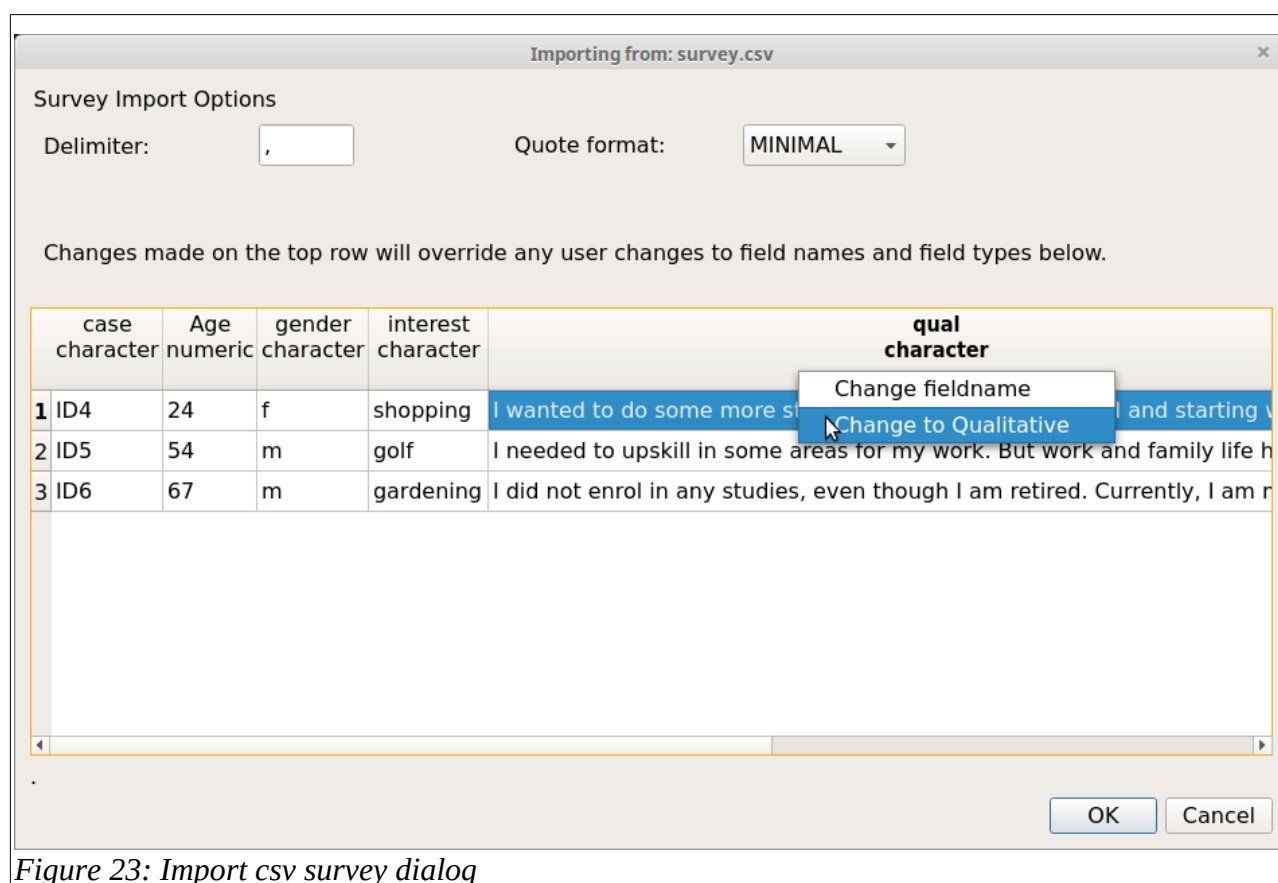 Importing from: survey.csv ×
Survey Import Options
Delimiter: , Quote format: MINIMAL
Changes made on the top row will override any user changes to field names and field types below.
case Age gender interest qual
character numeric character character character
Change fieldname
1 ID4 24 f shopping I wanted to do some more and starting
Change to Qualitative
2 ID5 54 m golf I needed to upskill in some areas for my work. But work and family life
3 ID6 67 m gardening I did not enrol in any studies, even though I am retired. Currently, I am
.
OK Cancel
Figure 23: Import csv survey dialog